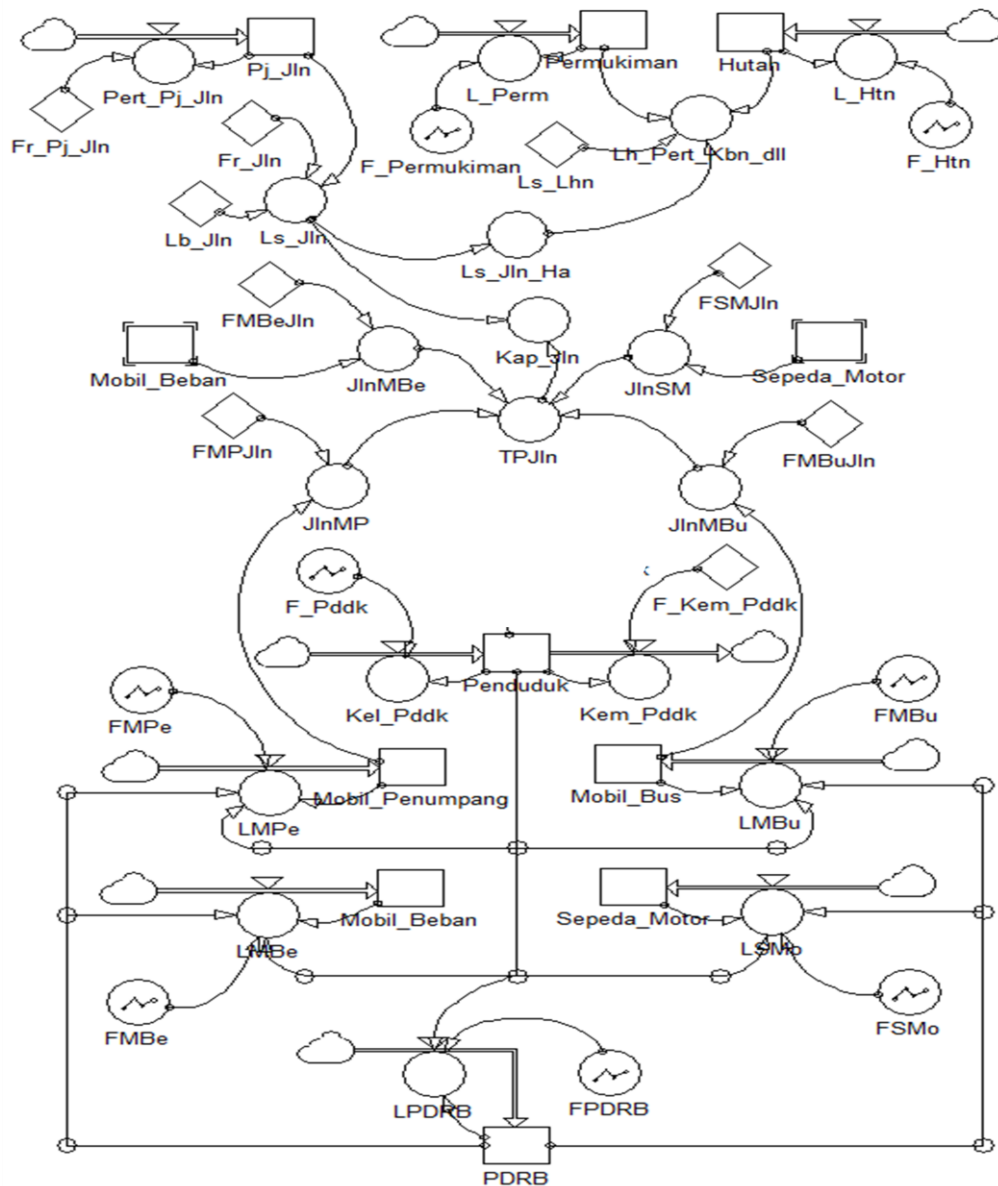 Pj_Jln
Permukiman
Hutan
Pert_Pj_Jln
L_Perm
L_Htn
Fr_Pj_Jln
Fr_Jln
F_Permukiman
Lh_Pert_Kbn_dll
F_Htn
Ls_Lhn
Lb_Jln
Ls_Jln
Ls_Jln_Ha
FMBeJln
FSMJln
Mobil_Beban
JlnMBe
Kap_Jln
JlnSM
Sepeda_Motor
FMPJln
TPJln
FMBuJln
JlnMP
JlnMBu
F_Pddk
F_Kem_Pddk
Penduduk
Kel_Pddk
Kem_Pddk
FMPe
FMBu
Mobil_Penumpang
Mobil_Bus
LMPe
LMBu
Mobil_Beban
Sepeda_Motor
LMBe
LSMo
FMBe
FSMo
LPDRB
FPDRB
PDRB